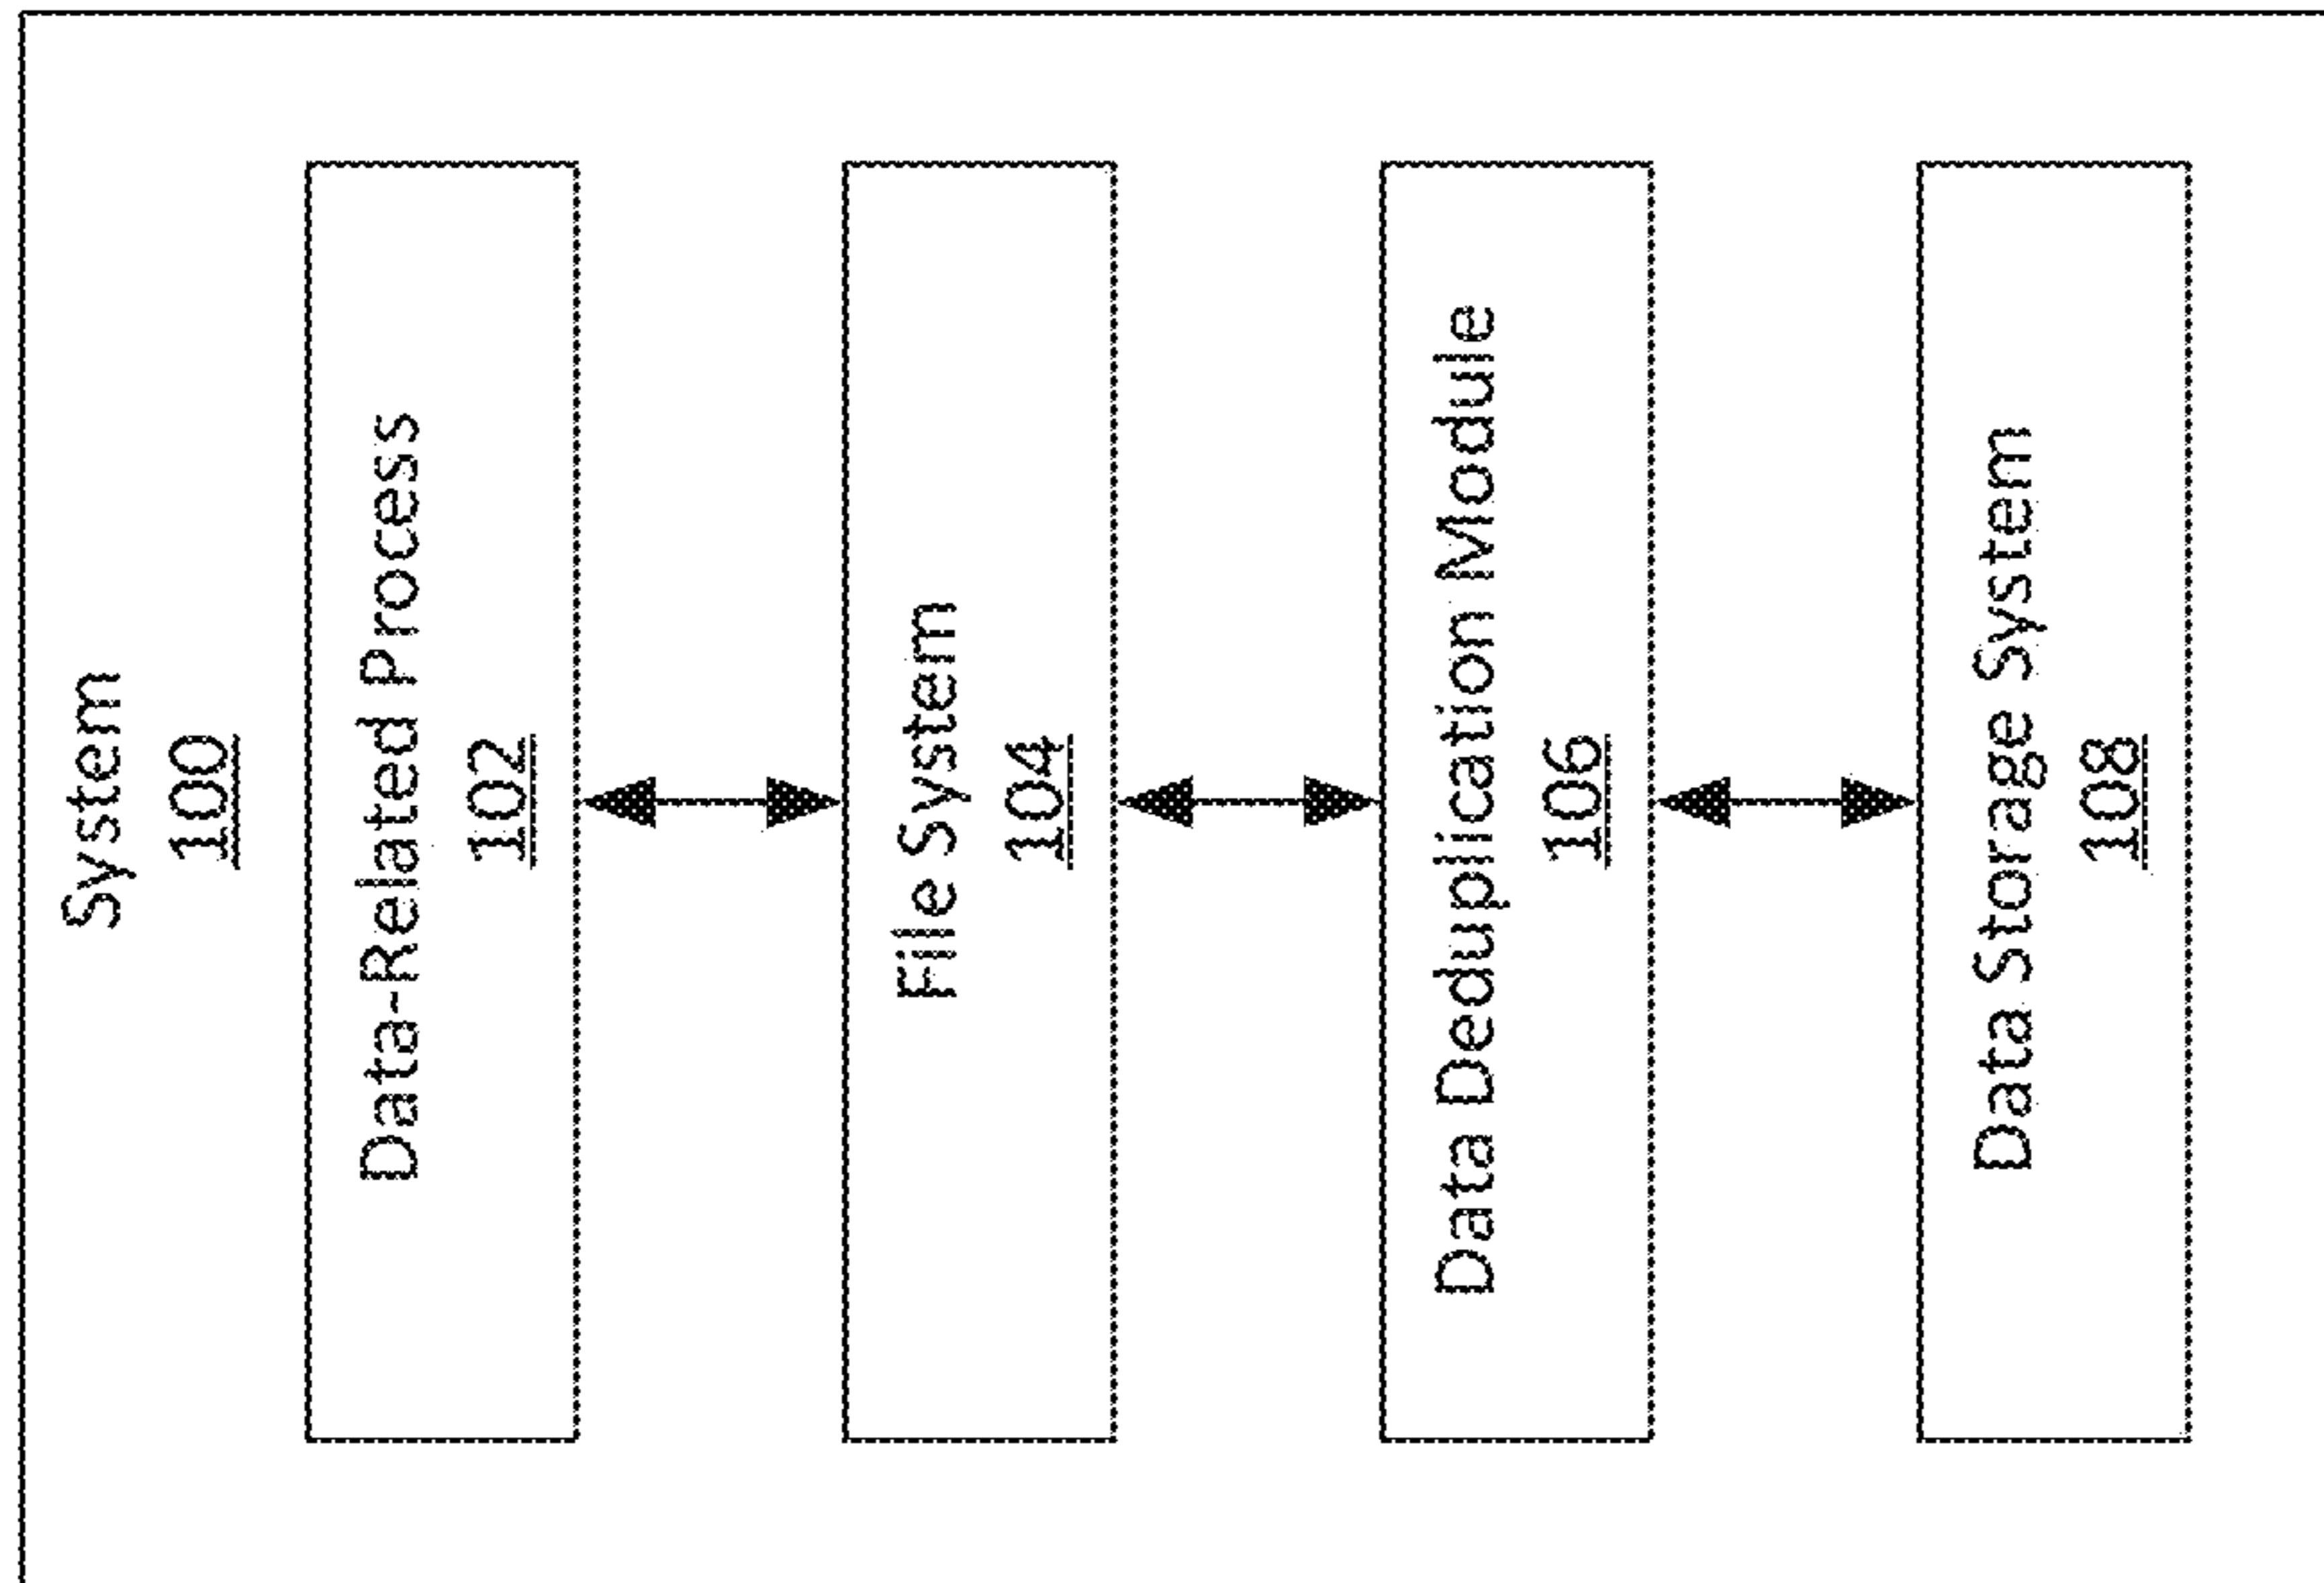 System
100
Data-Related Process
102
File System
104
Data Deduplication Module
106
Data Storage System
108